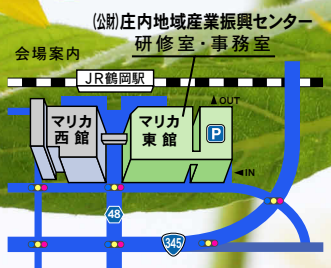 (公財)庄内地域産業振興センター
研修室・事務室
会場案内
JR鶴岡駅
OUT
マリカ
西館
マリカ
東館
P
IN
48
345